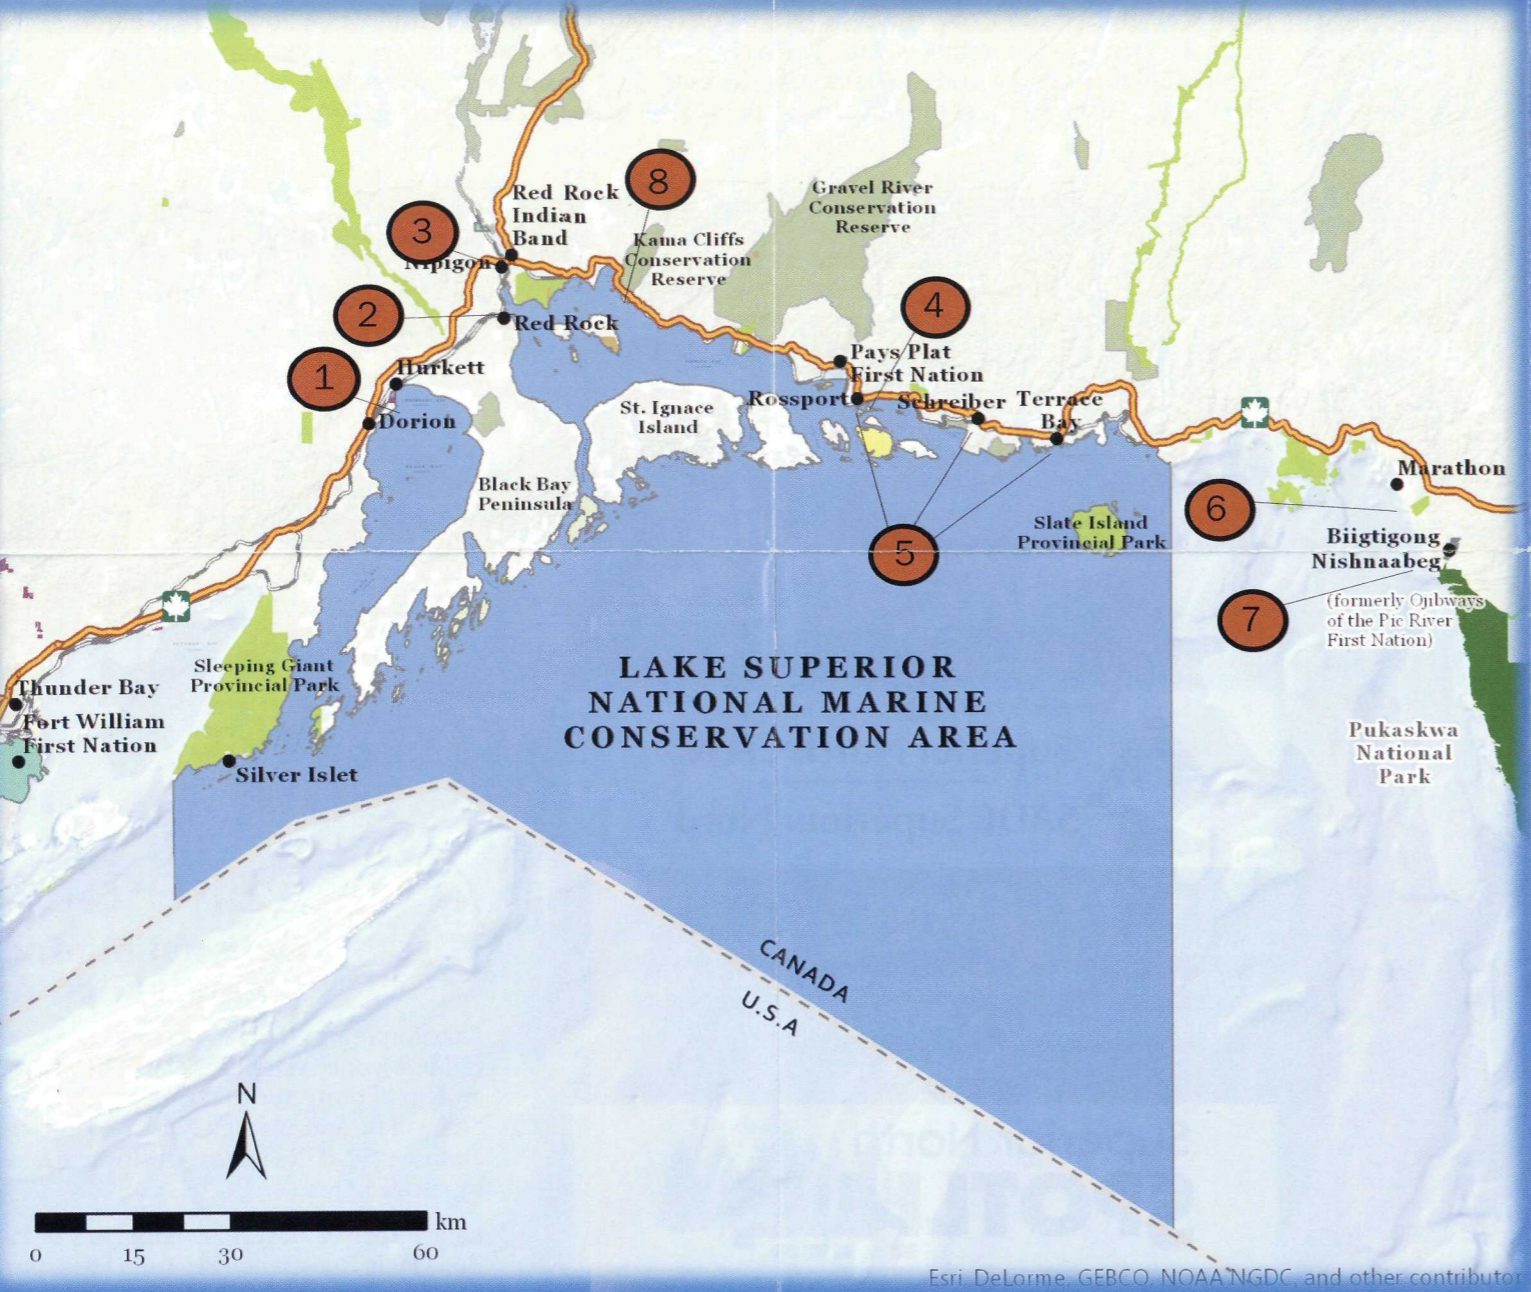 Red Rock
Indian
Band
8
3
Nipigon
Kama Cliffs
Conservation
Reserve
Gravel River
Conservation
Reserve
2
Red Rock
4
1
Hurkett
Dorion
Pays Plat
First Nation
St. Ignace
Island
Rossport
Schreiber
Terrace
Bay
Marathon
Black Bay
Peninsula
5
Slate Island
Provincial Park
6
Biigtigong
Nishnaabeg
7
(formerly Ojibways
of the Pic River
First Nation)
Sleeping Giant
Provincial Park
Thunder Bay
Fort William
First Nation
Silver Islet
LAKE SUPERIOR
NATIONAL MARINE
CONSERVATION AREA
Pukaskwa
National
Park
CANADA
U.S.A
N
km
0 15 30 60
Esri, DeLorme, GEBCO, NOAA NGDC, and other contributor